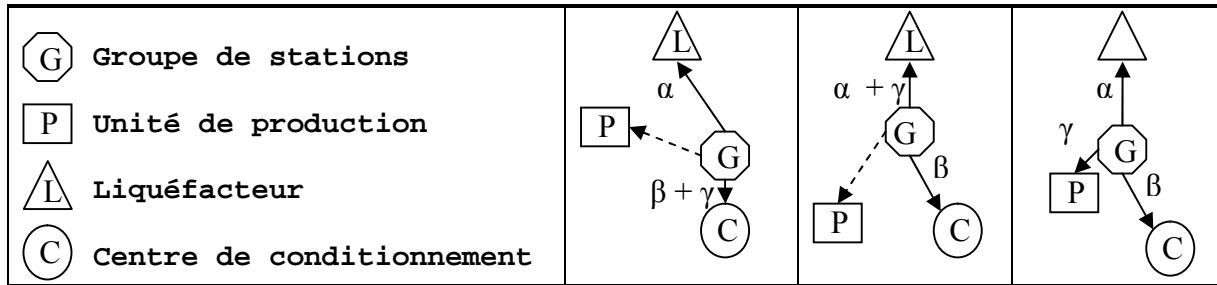 G Groupe de stations
P Unité de production
L Liquéfacteur
C Centre de conditionnement
L
α
P
G
β + γ
C
L
α + γ
G
β
P
C
α
γ
G
P
β
C